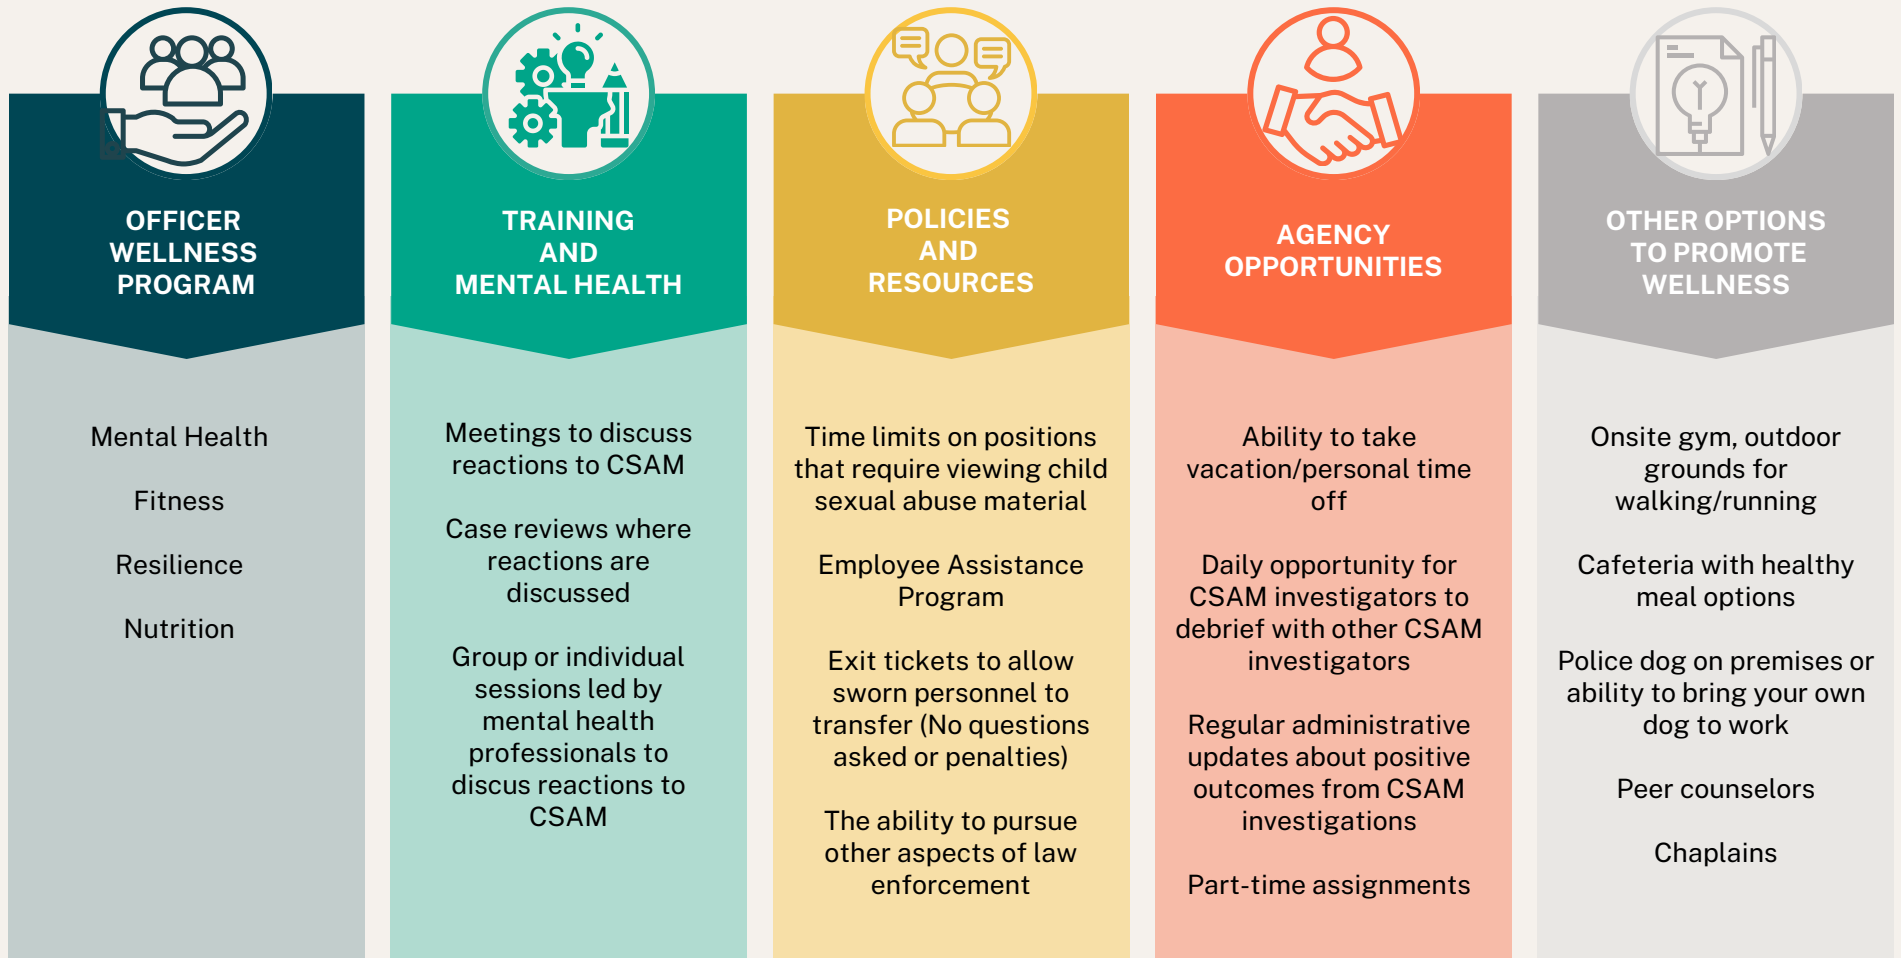 OFFICER
WELLNESS
PROGRAM
Mental Health
Fitness
Resilience
Nutrition
TRAINING
AND
MENTAL HEALTH
Meetings to discuss
reactions to CSAM
Case reviews where
reactions are
discussed
Group or individual
sessions led by
mental health
professionals to
discus reactions to
CSAM
POLICIES
AND
RESOURCES
Time limits on positions
that require viewing child
sexual abuse material
Employee Assistance
Program
Exit tickets to allow
sworn personnel to
transfer (No questions
asked or penalties)
The ability to pursue
other aspects of law
enforcement
AGENCY
OPPORTUNITIES
Ability to take
vacation/personal time
off
Daily opportunity for
CSAM investigators to
debrief with other CSAM
investigators
Regular administrative
updates about positive
outcomes from CSAM
investigations
Part-time assignments
OTHER OPTIONS
TO PROMOTE
WELLNESS
Onsite gym, outdoor
grounds for
walking/running
Cafeteria with healthy
meal options
Police dog on premises or
ability to bring your own
dog to work
Peer counselors
Chaplains